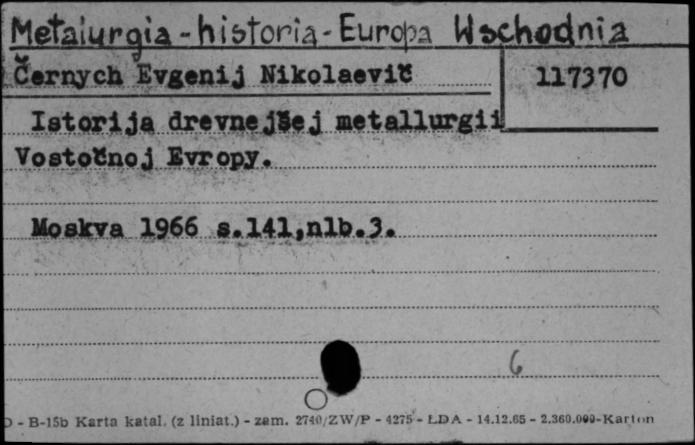 Metalurgia - historia - Europa Wschodnia
Černych Evgenij Nikolaevič
117370
Istorija drevnejšej metallurgii
Vostočnoj Evropy.
Moskva 1966 s.141,nlb.3.
6
D - B-15b Karta katal. (z liniat.) - zam. 2740/ZW/P - 4275 - ŁDA - 14.12.65 - 2.360.000-Karton